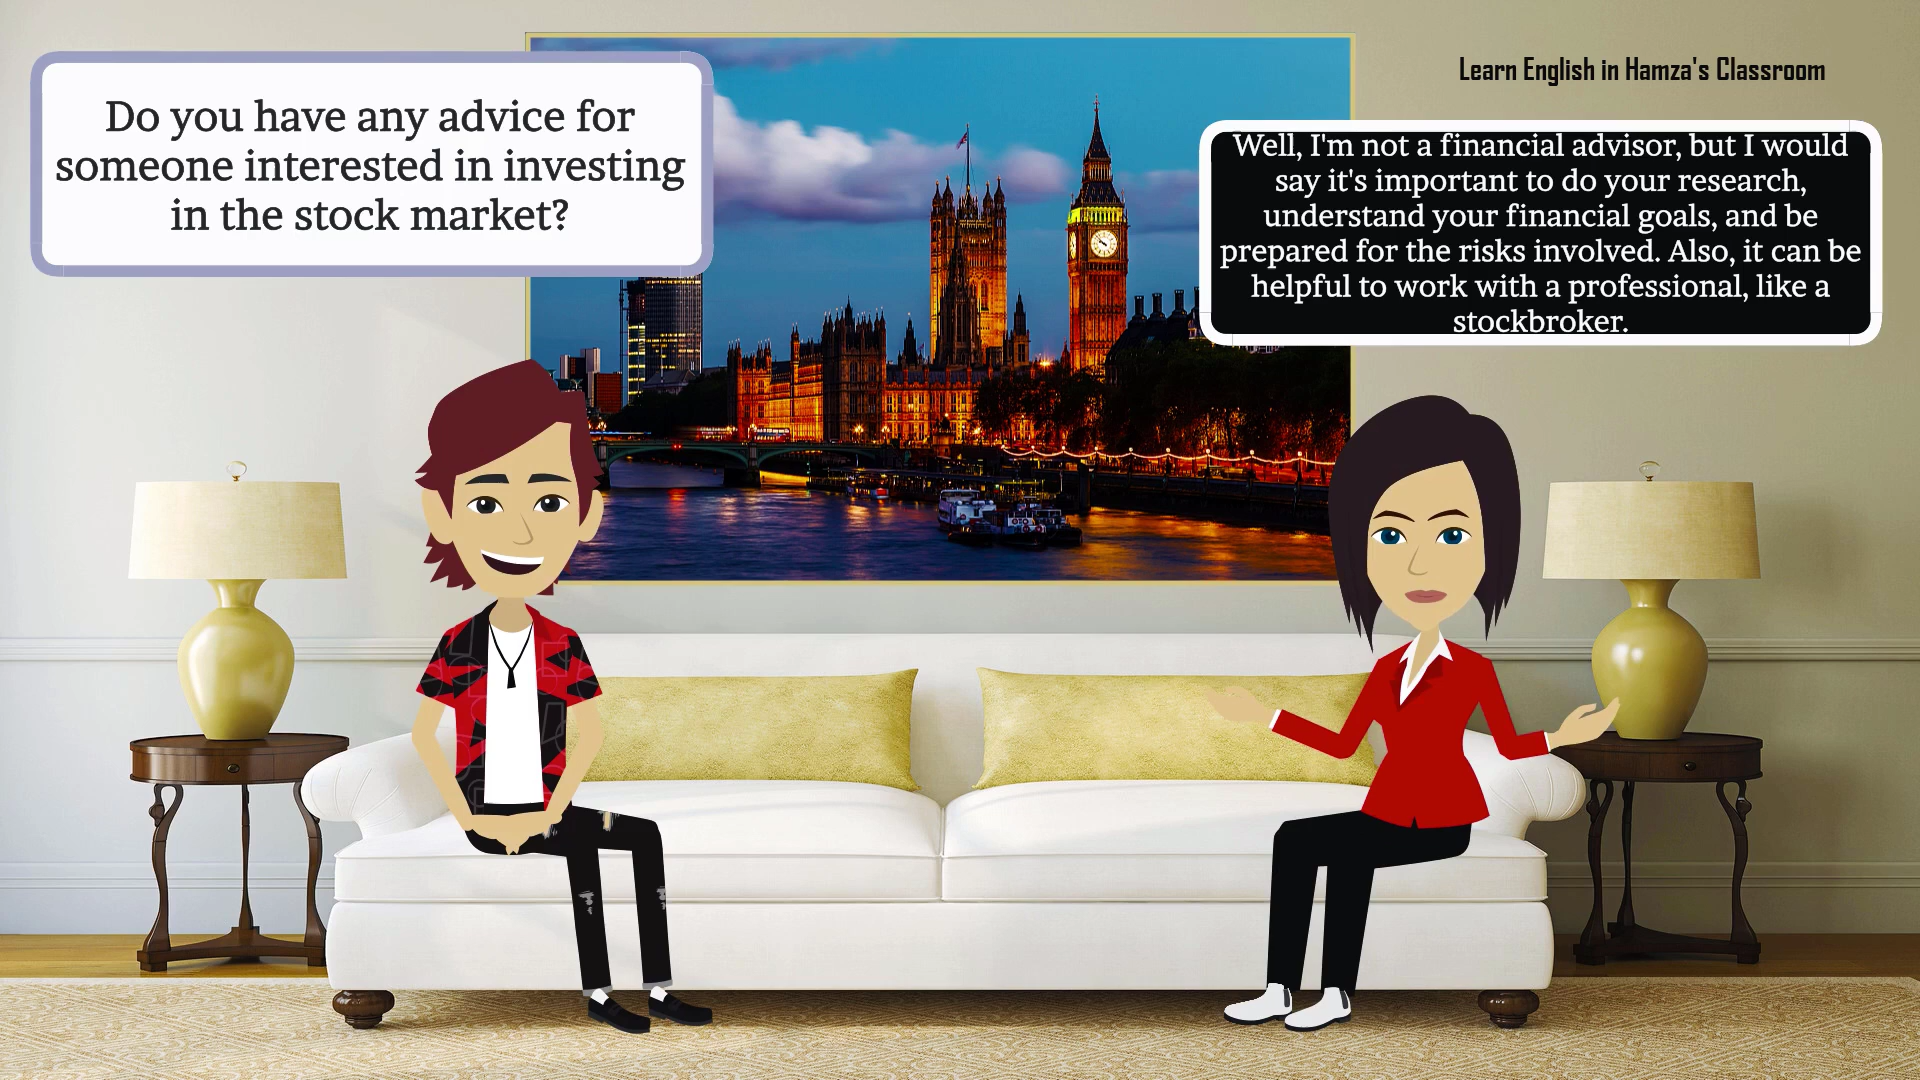 Learn English in Hamza's Classroom
Do you have any advice for
someone interested in investing
in the stock market?
Well, I'm not a financial advisor, but I would
say it's important to do your research,
understand your financial goals, and be
prepared for the risks involved. Also, it can be
helpful to work with a professional, like a
stockbroker.